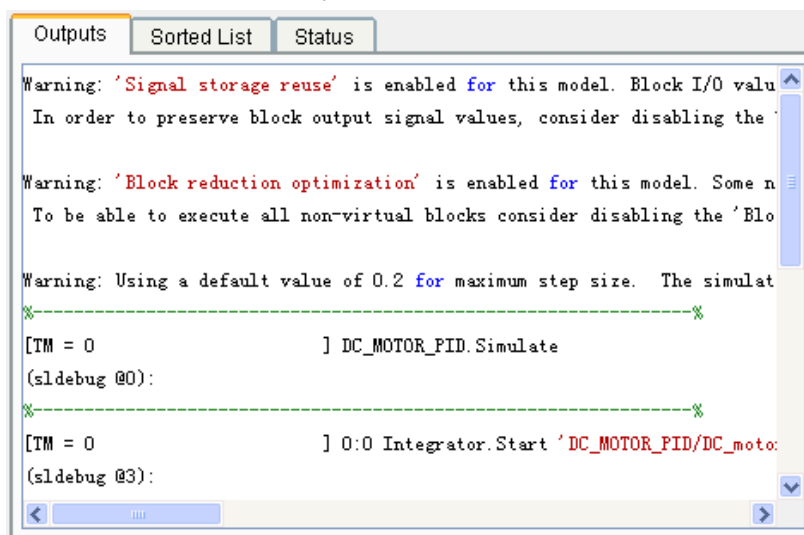 Outputs Sorted List Status
Warning: 'Signal storage reuse' is enabled for this model. Block I/O valu
In order to preserve block output signal values, consider disabling the '
Warning: 'Block reduction optimization' is enabled for this model. Some n
To be able to execute all non-virtual blocks consider disabling the 'Blo
Warning: Using a default value of 0.2 for maximum step size. The simulat
%----------------------------------------------------------------%
[TM = 0 ] DC_MOTOR_PID.Simulate
(sldebug @0):
%----------------------------------------------------------------%
[TM = 0 ] 0:0 Integrator.Start 'DC_MOTOR_PID/DC_moto
(sldebug @3):